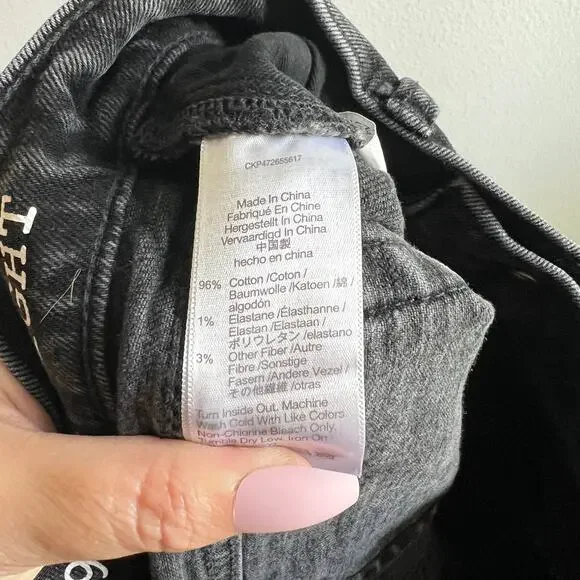 CKP472655617
Made In China
Fabriqué En Chine
Hergestellt In China
Vervaardigd In China
中国製
hecho en china
96% Cotton /Coton /
Baumwolle /Katoen /綿 /
algodón
1% Elastane /Élasthanne /
Elastan /Elastaan /
ポリウレタン /elastano
3% Other Fiber /Autre
Fibre /Sonstige
Fasern /Andere Vezel /
その他繊維 /otras
Turn Inside Out. Machine
Wash Cold With Like Colors
Non-Chlorine Bleach Only.
Tumble Dry Low. Iron On
GHT